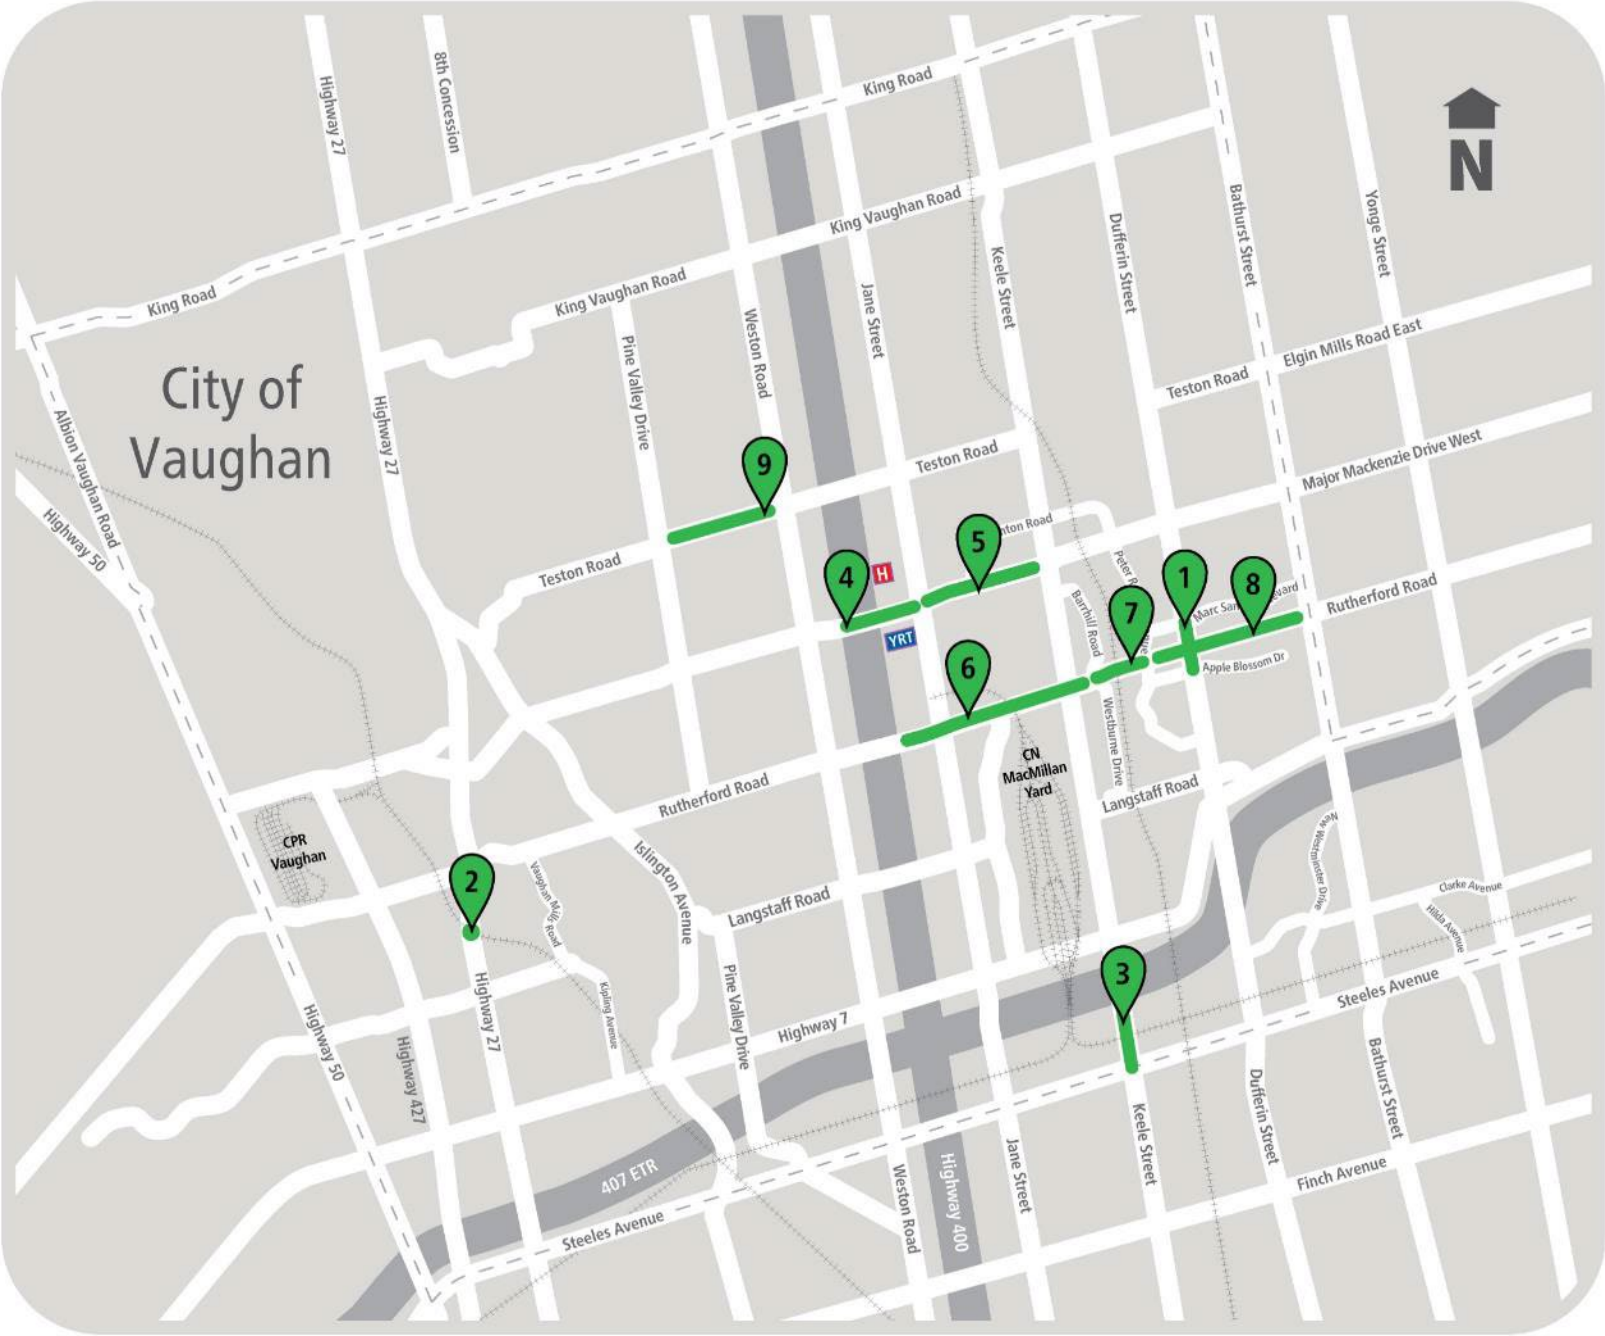 8th Concession
Highway 27
King Road
N
King Vaughan Road
Bathurst Street
Yonge Street
Dufferin Street
Keele Street
King Road
King Vaughan Road
Jane Street
Weston Road
Pine Valley Drive
Elgin Mills Road East
Teston Road
City of
Vaughan
Highway 27
Albion Vaughan Road
Highway 50
Teston Road
Major Mackenzie Drive West
9
5
4
H
Teston Road
1
8
7
Marc
Rutherford Road
Barrhill Road
YRT
6
Apple Blossom Dr
Westburne Drive
CN
MacMillan
Yard
Langstaff Road
Rutherford Road
CPR
Vaughan
2
Islington Avenue
Vaughan Mills Road
New Westminster Drive
Clarke Avenue
Hilda Avenue
Langstaff Road
3
Pine Valley Drive
Highway 27
Kipling Avenue
Highway 50
Highway 427
Highway 7
Steeles Avenue
Bathurst Street
Dufferin Street
Keele Street
Jane Street
407 ETR
Highway 400
Weston Road
Finch Avenue
Steeles Avenue